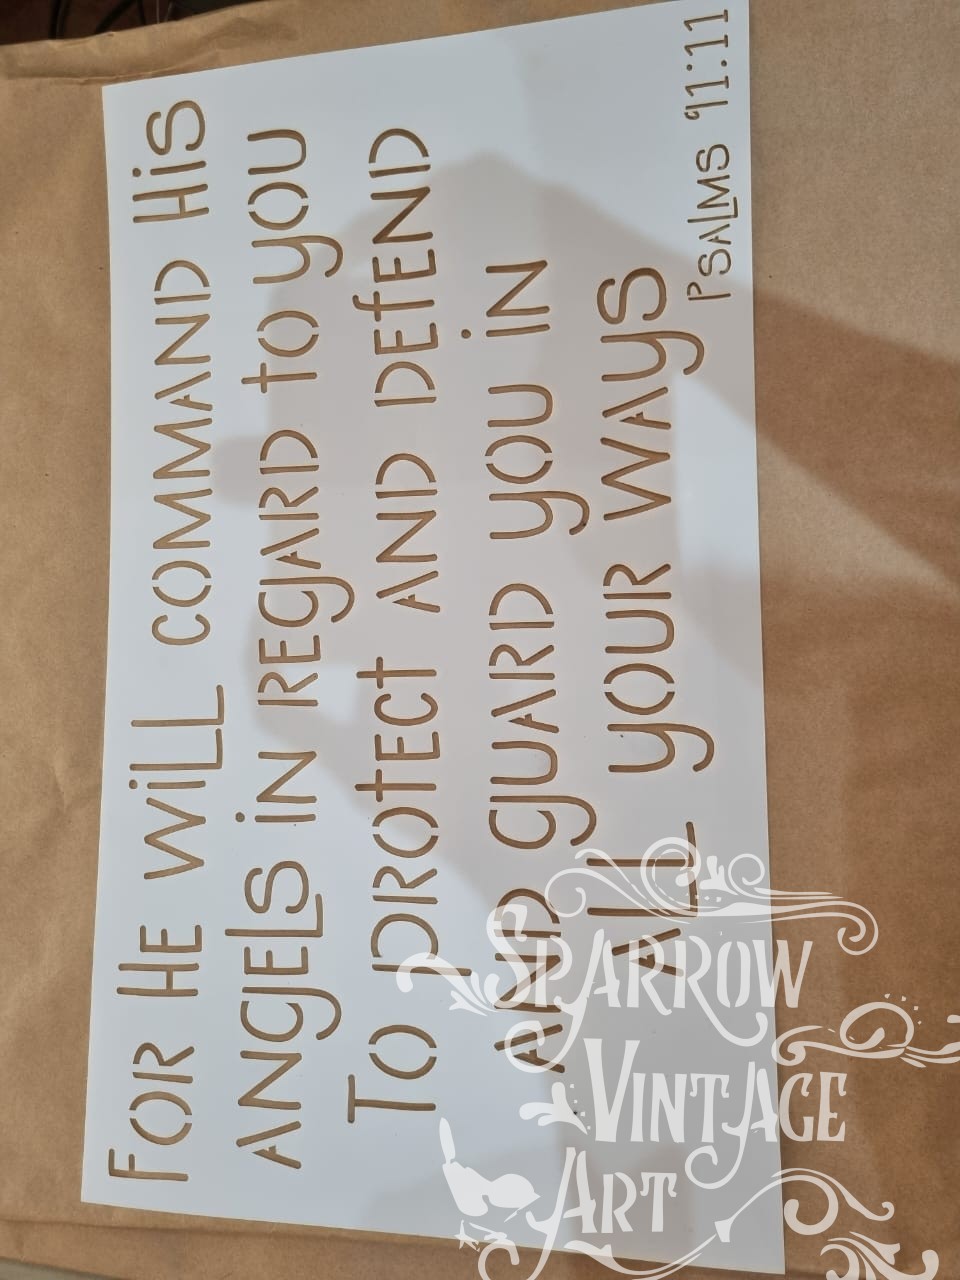 For HE WiLL COMMAND HiS
ANGELS iN REGARD to yOU
To PROtECt AND DEfEND
AND GUARD yOU iN
ALL yOUR WAyS
PSALMS 91:11
SPARROW
VINTAGE
ART